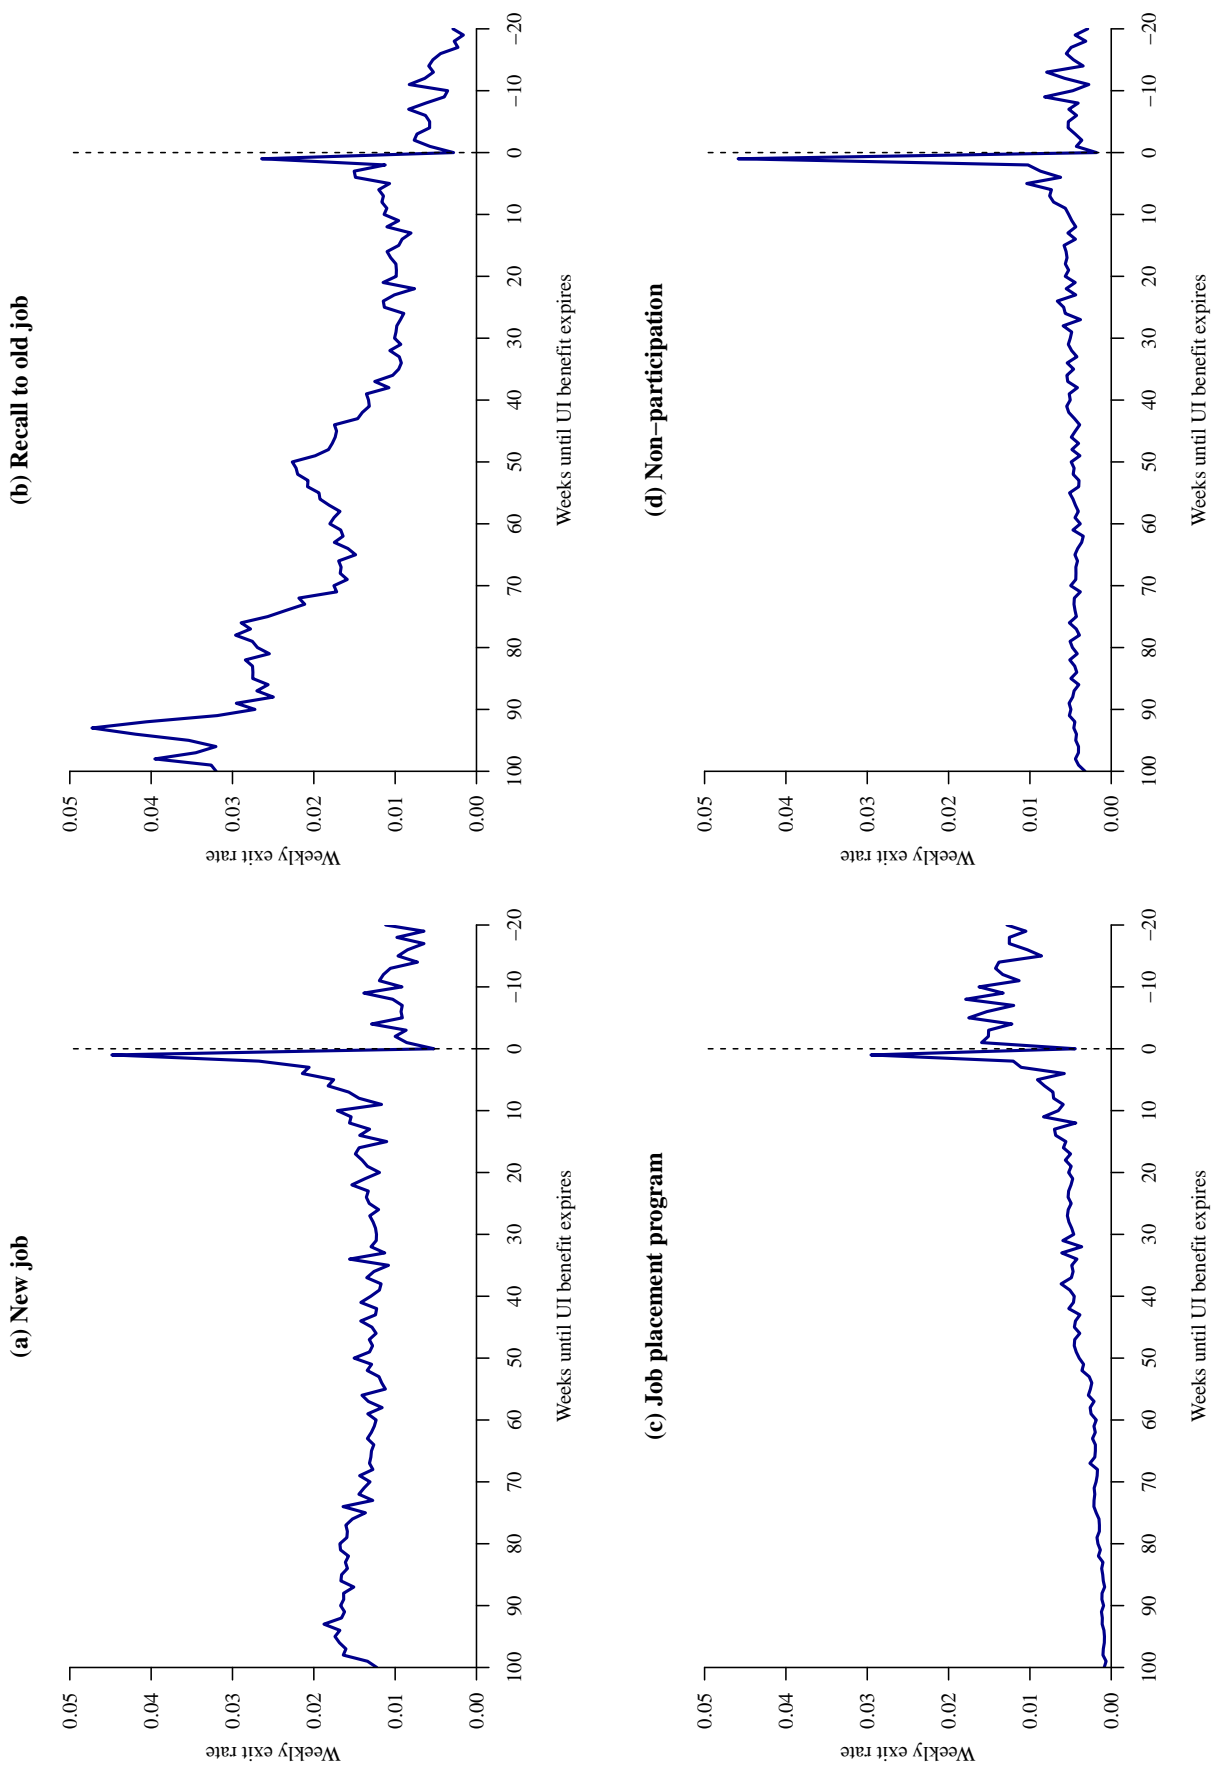 (a) New job
Weekly exit rate
0.05
0.04
0.03
0.02
0.01
0.00
100 90 80 70 60 50 40 30 20 10 0 −10 −20
Weeks until UI benefit expires
(b) Recall to old job
Weekly exit rate
0.05
0.04
0.03
0.02
0.01
0.00
100 90 80 70 60 50 40 30 20 10 0 −10 −20
Weeks until UI benefit expires
(c) Job placement program
Weekly exit rate
0.05
0.04
0.03
0.02
0.01
0.00
100 90 80 70 60 50 40 30 20 10 0 −10 −20
Weeks until UI benefit expires
(d) Non−participation
Weekly exit rate
0.05
0.04
0.03
0.02
0.01
0.00
100 90 80 70 60 50 40 30 20 10 0 −10 −20
Weeks until UI benefit expires